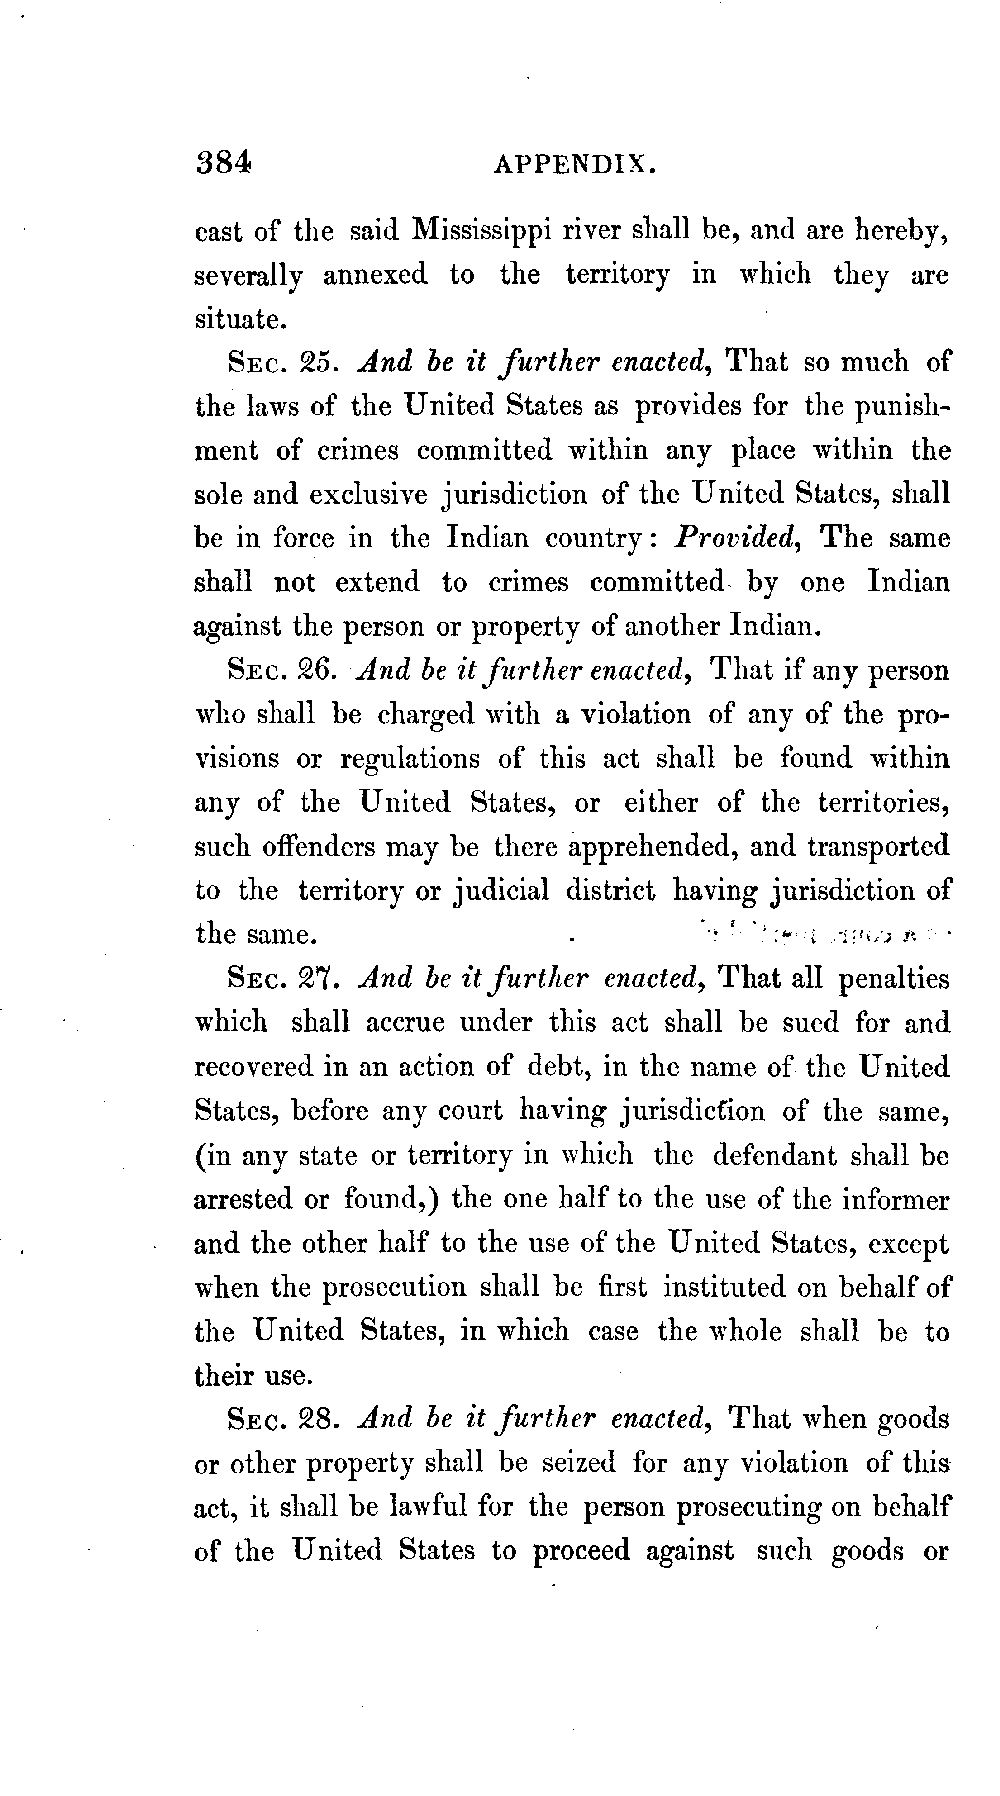 384 APPENDIX.
east of the said Mississippi river shall be, and are hereby,
severally annexed to the territory in which they are
situate.
SEC. 25. And be it further enacted, That so much of
the laws of the United States as provides for the punish-
ment of crimes committed within any place within the
sole and exclusive jurisdiction of the United States, shall
be in force in the Indian country: Provided, The same
shall not extend to crimes committed by one Indian
against the person or property of another Indian.
SEC. 26. And be it further enacted, That if any person
who shall be charged with a violation of any of the pro-
visions or regulations of this act shall be found within
any of the United States, or either of the territories,
such offenders may be there apprehended, and transported
to the territory or judicial district having jurisdiction of
the same.
SEC. 27. And be it further enacted, That all penalties
which shall accrue under this act shall be sued for and
recovered in an action of debt, in the name of the United
States, before any court having jurisdiction of the same,
(in any state or territory in which the defendant shall be
arrested or found,) the one half to the use of the informer
and the other half to the use of the United States, except
when the prosecution shall be first instituted on behalf of
the United States, in which case the whole shall be to
their use.
SEC. 28. And be it further enacted, That when goods
or other property shall be seized for any violation of this
act, it shall be lawful for the person prosecuting on behalf
of the United States to proceed against such goods or